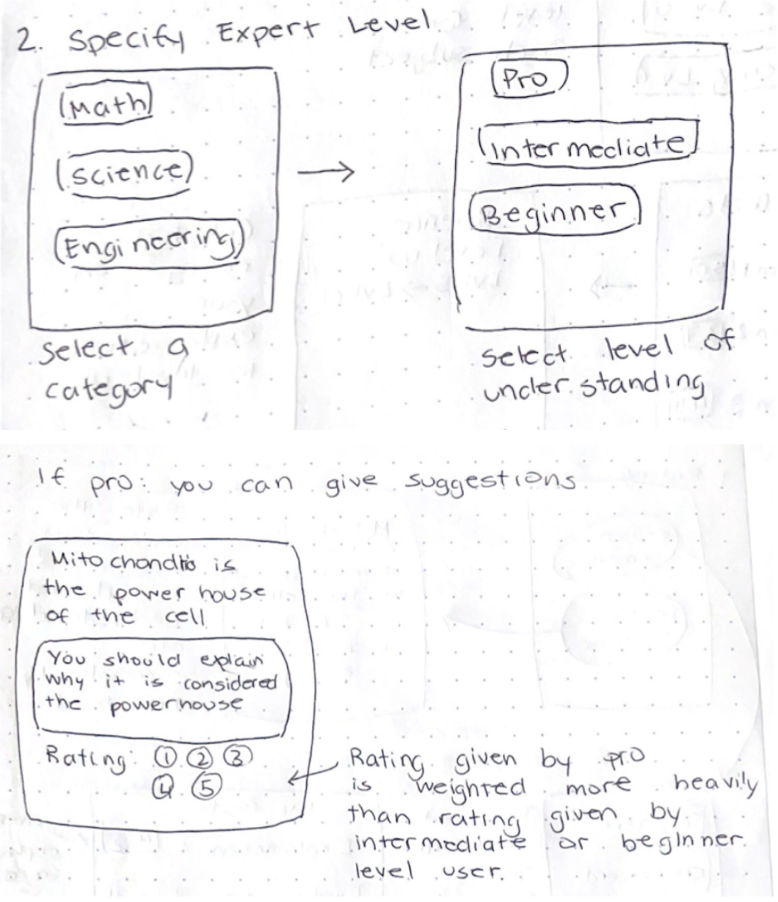 2. Specify Expert Level
Math
Science
Engineering
Select a
category
Pro
Intermediate
Beginner
Select level of
understanding
If pro: you can give suggestions
Mitochondria is
the power house
of the cell
You should explain
why it is considered
the powerhouse
Rating: 1 2 3
4 5
Rating given by pro
is weighted more heavily
than rating given by
intermediate or beginner
level user.